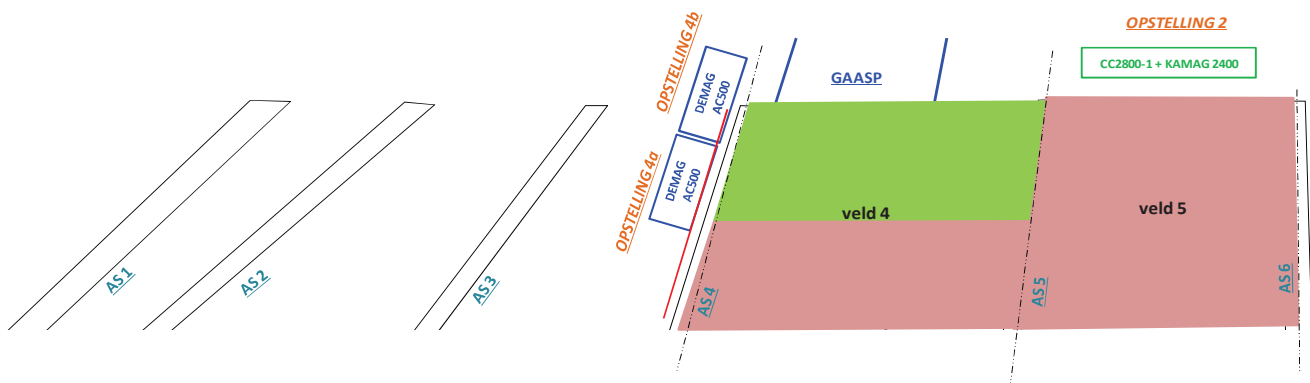 OPSTELLING 4b
OPSTELLING 2
DEMAG
AC500
GAASP
CC2800-1 + KAMAG 2400
OPSTELLING 4a
DEMAG
AC500
veld 4
veld 5
AS 1
AS 2
AS 3
AS 4
AS 5
AS 6